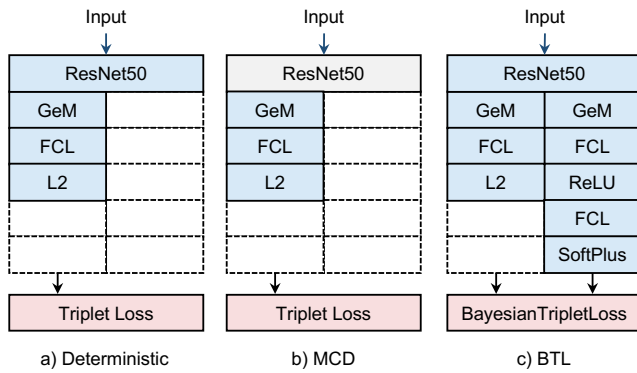 Input
ResNet50
GeM
FCL
L2
Triplet Loss
a) Deterministic
Input
ResNet50
GeM
FCL
L2
Triplet Loss
b) MCD
Input
ResNet50
GeM GeM
FCL FCL
L2 ReLU
FCL
SoftPlus
BayesianTripletLoss
c) BTL